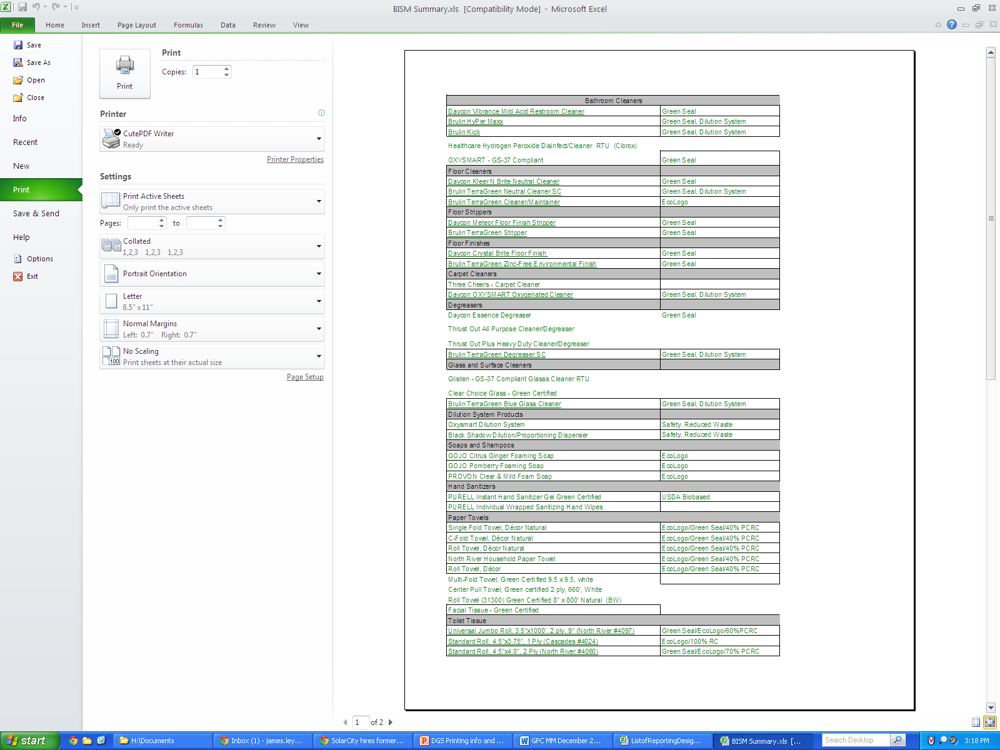 BISM Summary.xls  [Compatibility Mode]  -  Microsoft Excel
File Home Insert Page Layout Formulas Data Review View
Save
Save As
Open
Close
Info
Recent
New
Print
Save & Send
Help
Options
Exit
Print
Print
Copies: 1
Printer
CutePDF Writer
Ready
Printer Properties
Settings
Print Active Sheets
Only print the active sheets
Pages: to
Collated
1,2,3 1,2,3 1,2,3
Portrait Orientation
Letter
8.5" x 11"
Normal Margins
Left: 0.7" Right: 0.7"
No Scaling
100 Print sheets at their actual size
Page Setup
Bathroom Cleaners
Daycon Vibrance Mild Acid Restroom Cleaner Green Seal
Brulin HyPer Maxx Green Seal, Dilution System
Brulin Kick Green Seal, Dilution System
Healthcare Hydrogen Peroxide Disinfect/Cleaner RTU (Clorox)
OXYSMART - GS-37 Compliant Green Seal
Floor Cleaners
Daycon Kleer N Brite Neutral Cleaner Green Seal
Brulin TerraGreen Neutral Cleaner SC Green Seal, Dilution System
Brulin TerraGreen Cleaner/Maintainer EcoLogo
Floor Strippers
Daycon Meteor Floor Finish Stripper Green Seal
Brulin TerraGreen Stripper Green Seal
Floor Finishes
Daycon Crystal Brite Floor Finish Green Seal
Brulin TerraGreen Zinc-Free Environmental Finish Green Seal
Carpet Cleaners
Three Cheers - Carpet Cleaner
Daycon OXYSMART Oxygenated Cleaner Green Seal, Dilution System
Degreasers
Daycon Essence Degreaser Green Seal
Thrust Out All Purpose Cleaner/Degreaser
Thrust Out Plus Heavy Duty Cleaner/Degreaser
Brulin TerraGreen Degreaser SC Green Seal, Dilution System
Glass and Surface Cleaners
Glisten - GS-37 Compliant Glasss Cleaner RTU
Clear Choice Glass - Green Certified
Brulin TerraGreen Blue Glass Cleaner Green Seal, Dilution System
Dilution System Products
Oxysmart Dilution System Safety, Reduced Waste
Black Shadow Dilution/Proportioning Dispenser Safety, Reduced Waste
Soaps and Shampoos
GOJO Citrus Ginger Foaming Soap EcoLogo
GOJO Pomberry Foaming Soap EcoLogo
PROVON Clear & Mild Foam Soap EcoLogo
Hand Sanitizers
PURELL Instant Hand Sanitizer Gel Green Certified USDA Biobased
PURELL Individual Wrapped Sanitizing Hand Wipes
Paper Towels
Single Fold Towel, Décor Natural EcoLogo/Green Seal/40% PCRC
C-Fold Towel, Décor Natural EcoLogo/Green Seal/40% PCRC
Roll Towel, Décor Natural EcoLogo/Green Seal/40% PCRC
North River Household Paper Towel EcoLogo/Green Seal/40% PCRC
Roll Towel, Décor EcoLogo/Green Seal/40% PCRC
Multi-Fold Towel, Green Certified 9.5 x 9.5, white
Center Pull Towel, Green certified 2 ply, 660', White
Roll Towel (31300) Green Certified 8" x 800' Natural (BW)
Facial Tissue - Green Certified
Toilet Tissue
Universal Jumbo Roll, 3.5"x1000', 2 ply, 9" (North River #4097) Green Seal/EcoLogo/60%PCRC
Standard Roll, 4.5"x3.75", 1 Ply (Cascades #4024) EcoLogo/100% RC
Standard Roll, 4.5"x4.0", 2 Ply (North River #4060) Green Seal/EcoLogo/70% PCRC
1 of 2
start H:\Documents Inbox (1) - james.ley... SolarCity hires former... DGS Printing info and ... GPC MM December 2... ListofReportingDesig... BISM Summary.xls [... Search Desktop 3:18 PM